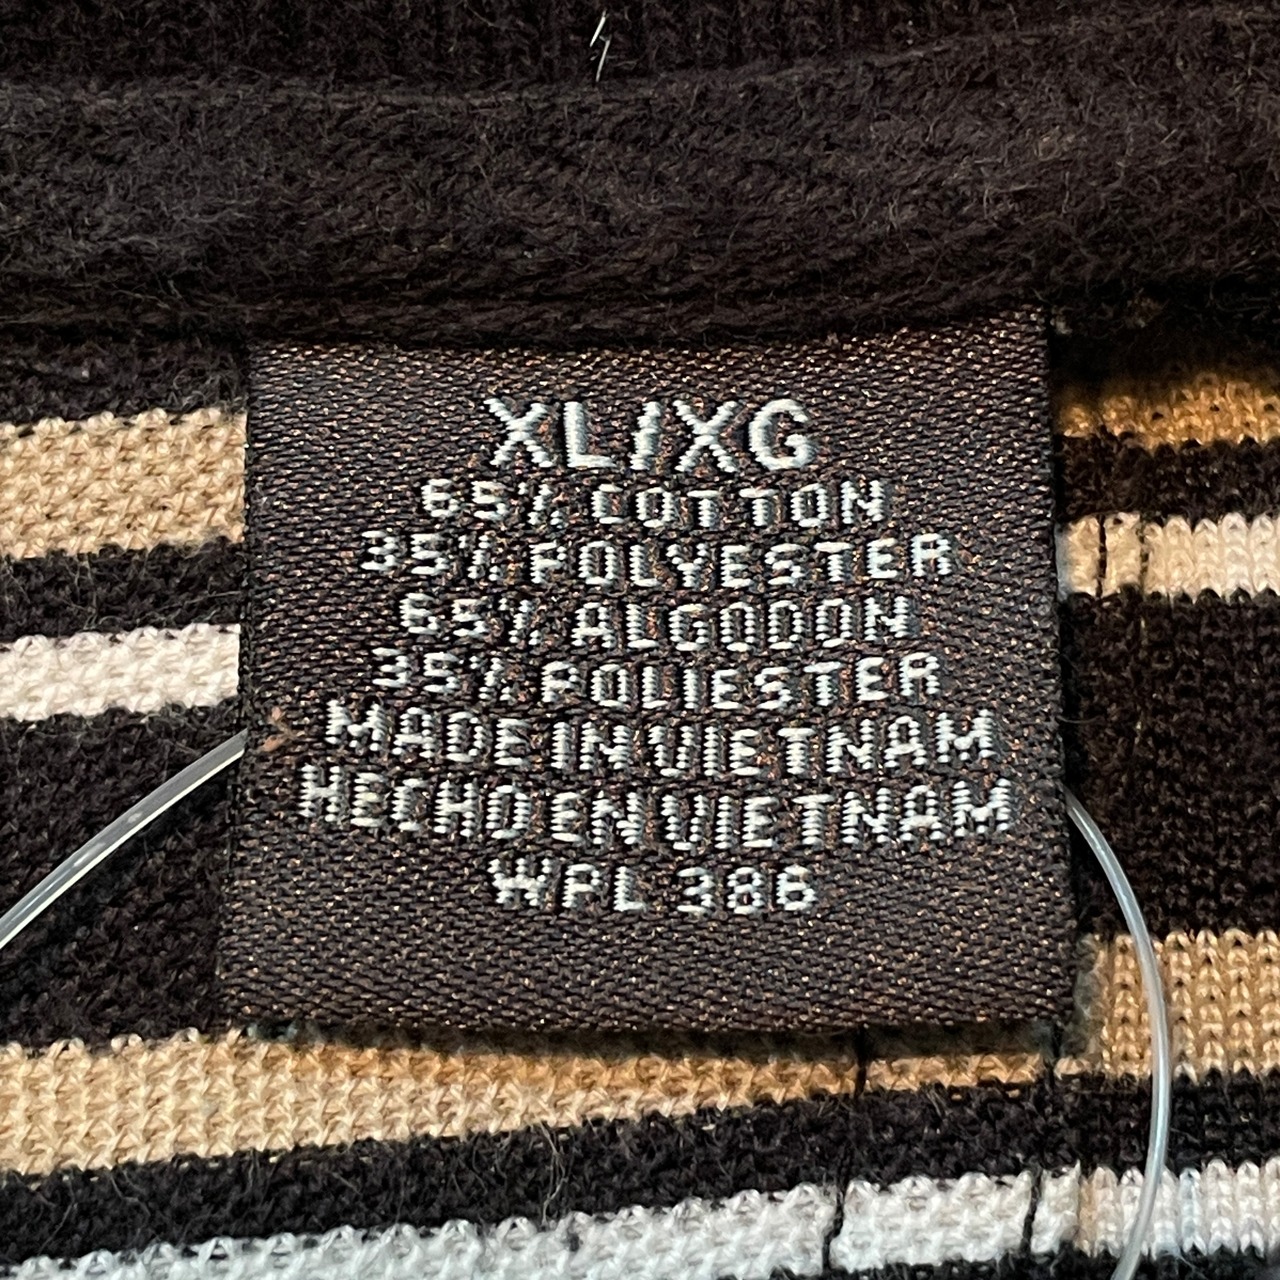 XL/XG
65% COTTON
35% POLYESTER
65% ALGODON
35% POLIESTER
MADE IN VIETNAM
HECHO EN VIETNAM
WPL 386